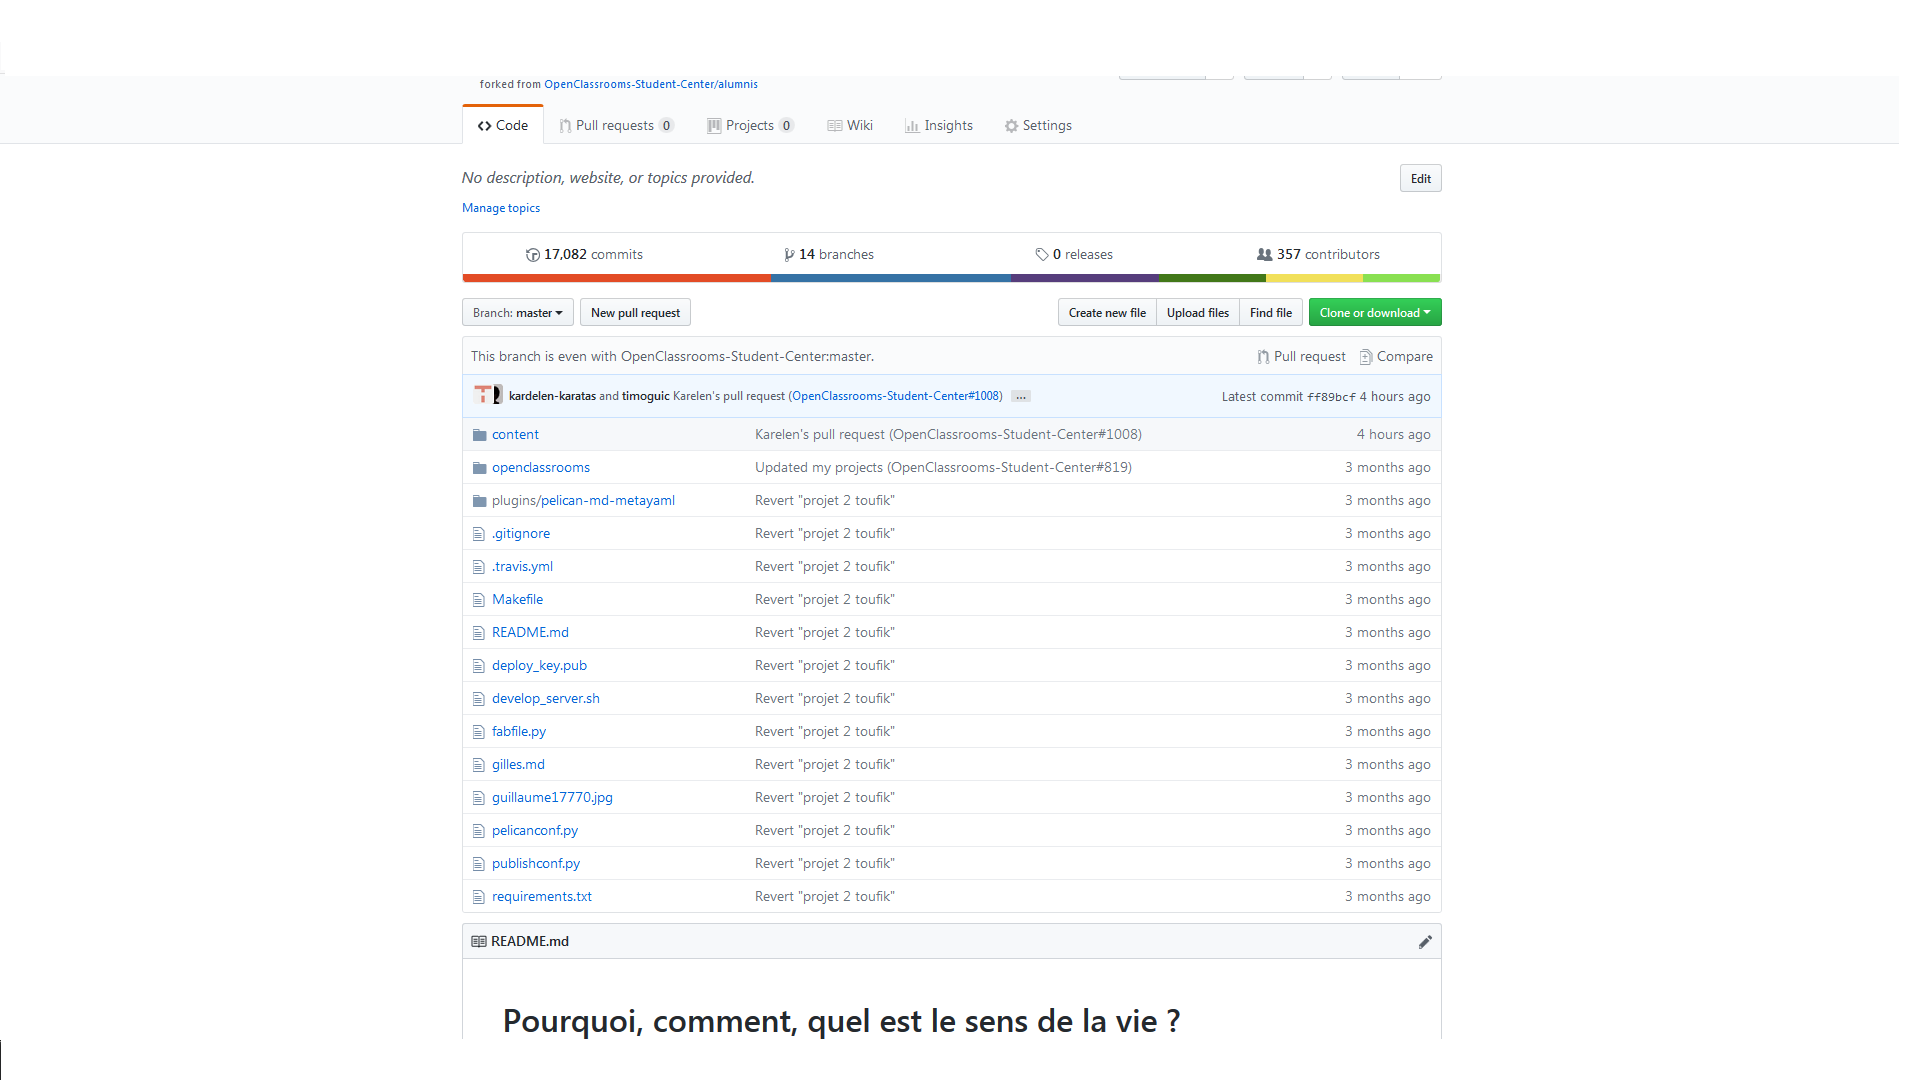 forked from OpenClassrooms-Student-Center/alumnis
Code Pull requests 0 Projects 0 Wiki Insights Settings
No description, website, or topics provided. Edit
Manage topics
17,082 commits 14 branches 0 releases 357 contributors
Branch: master New pull request Create new file Upload files Find file Clone or download
This branch is even with OpenClassrooms-Student-Center:master. Pull request Compare
kardelen-karatas and timoguic Karelen's pull request (OpenClassrooms-Student-Center#1008) ... Latest commit ff89bcf 4 hours ago
content Karelen's pull request (OpenClassrooms-Student-Center#1008) 4 hours ago
openclassrooms Updated my projects (OpenClassrooms-Student-Center#819) 3 months ago
plugins/pelican-md-metayaml Revert "projet 2 toufik" 3 months ago
.gitignore Revert "projet 2 toufik" 3 months ago
.travis.yml Revert "projet 2 toufik" 3 months ago
Makefile Revert "projet 2 toufik" 3 months ago
README.md Revert "projet 2 toufik" 3 months ago
deploy_key.pub Revert "projet 2 toufik" 3 months ago
develop_server.sh Revert "projet 2 toufik" 3 months ago
fabfile.py Revert "projet 2 toufik" 3 months ago
gilles.md Revert "projet 2 toufik" 3 months ago
guillaume17770.jpg Revert "projet 2 toufik" 3 months ago
pelicanconf.py Revert "projet 2 toufik" 3 months ago
publishconf.py Revert "projet 2 toufik" 3 months ago
requirements.txt Revert "projet 2 toufik" 3 months ago
README.md
Pourquoi, comment, quel est le sens de la vie ?